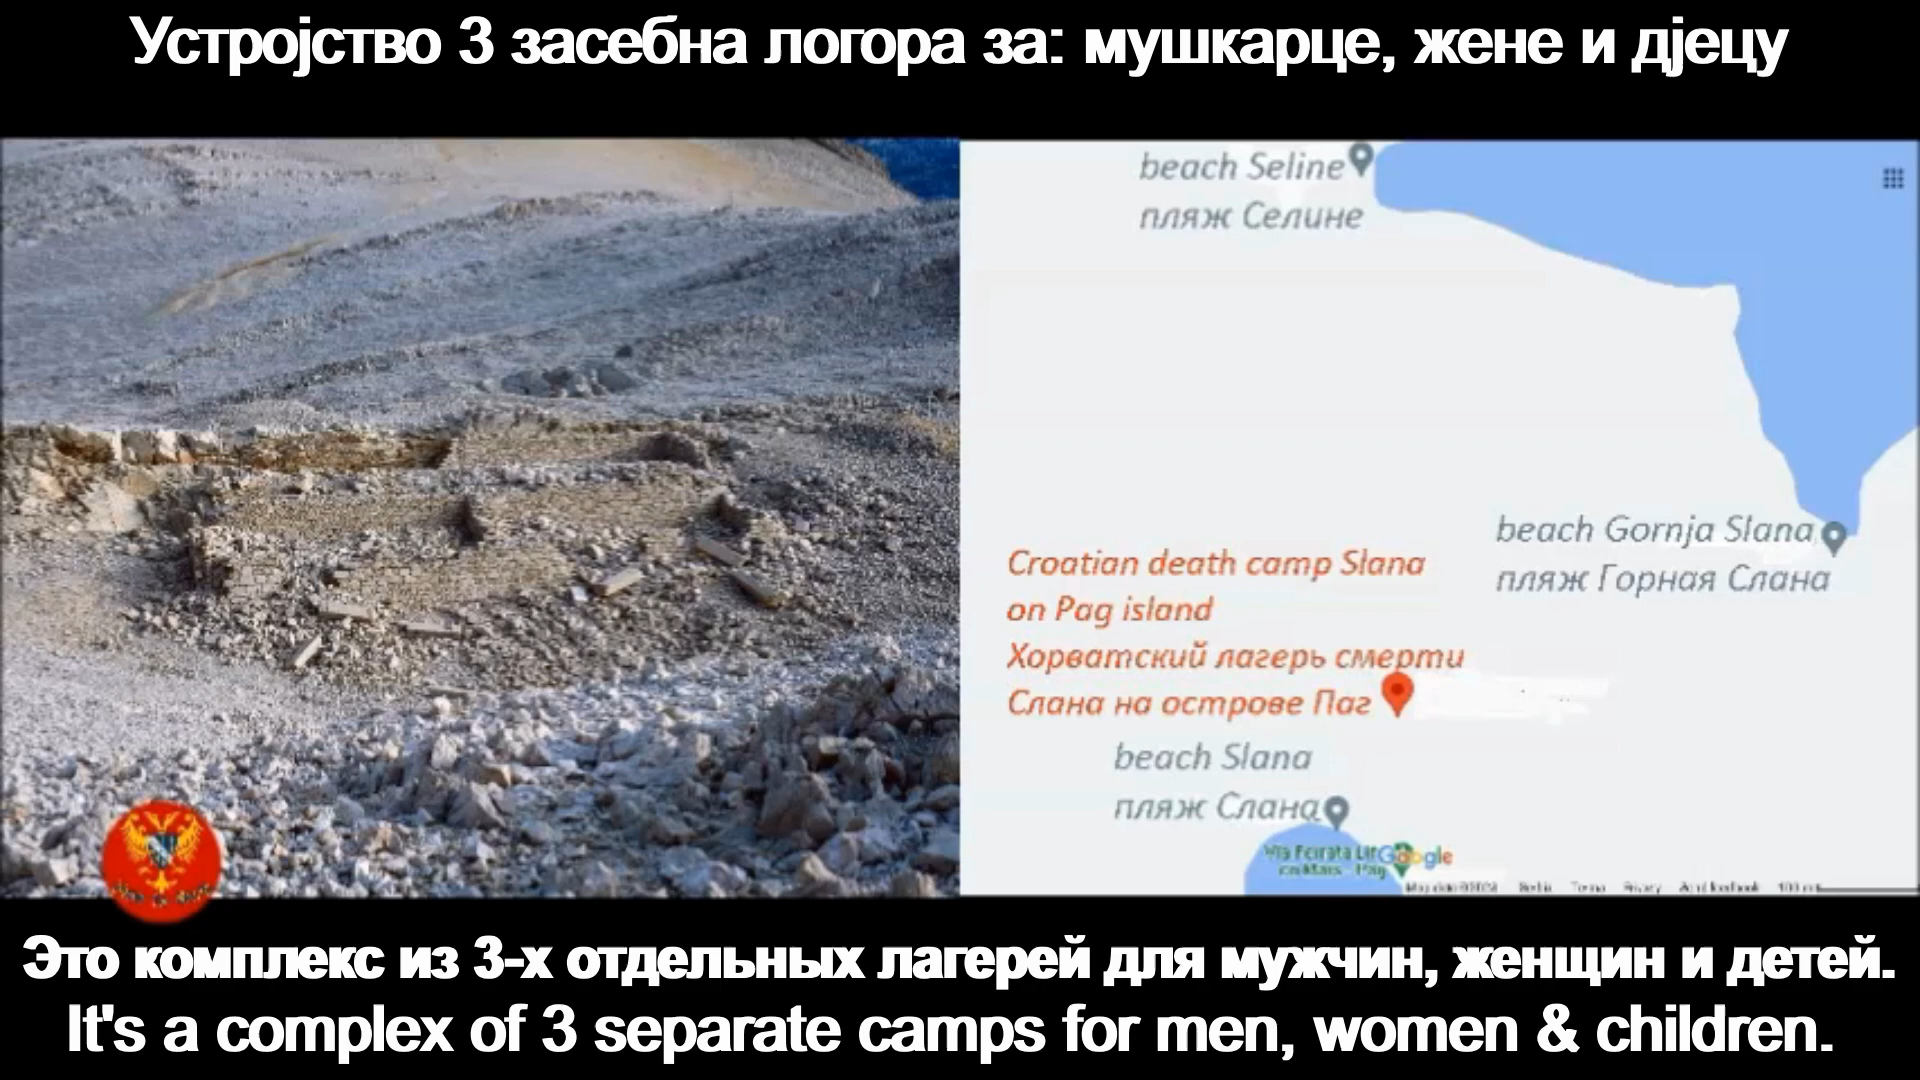 Устројство 3 засебна логора за: мушкарце, жене и дјецу
beach Seline
пляж Селине
beach Gornja Slana
пляж Горная Слана
Croatian death camp Slana
on Pag island
Хорватский лагерь смерти
Слана на острове Паг
beach Slana
пляж Слана
Via Ferata Lif
Google
Это комплекс из 3-х отдельных лагерей для мужчин, женщин и детей.
It's a complex of 3 separate camps for men, women & children.